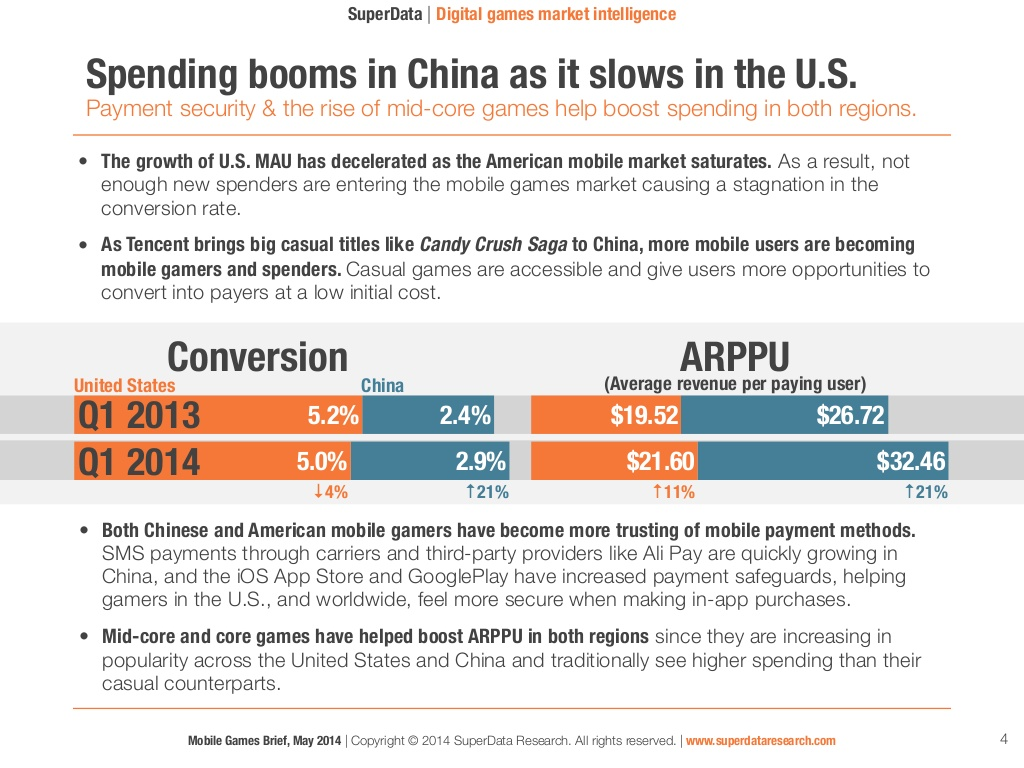 SuperData | Digital games market intelligence
Spending booms in China as it slows in the U.S.
Payment security & the rise of mid-core games help boost spending in both regions.
• The growth of U.S. MAU has decelerated as the American mobile market saturates. As a result, not
enough new spenders are entering the mobile games market causing a stagnation in the
conversion rate.
• As Tencent brings big casual titles like Candy Crush Saga to China, more mobile users are becoming
mobile gamers and spenders. Casual games are accessible and give users more opportunities to
convert into payers at a low initial cost.
Conversion
United States China
ARPPU
(Average revenue per paying user)
Q1 2013 5.2% 2.4% $19.52 $26.72
Q1 2014 5.0% 2.9% $21.60 $32.46
↓4% ↑21% ↑11% ↑21%
• Both Chinese and American mobile gamers have become more trusting of mobile payment methods.
SMS payments through carriers and third-party providers like Ali Pay are quickly growing in
China, and the iOS App Store and GooglePlay have increased payment safeguards, helping
gamers in the U.S., and worldwide, feel more secure when making in-app purchases.
• Mid-core and core games have helped boost ARPPU in both regions since they are increasing in
popularity across the United States and China and traditionally see higher spending than their
casual counterparts.
Mobile Games Brief, May 2014 | Copyright © 2014 SuperData Research. All rights reserved. | www.superdataresearch.com
4